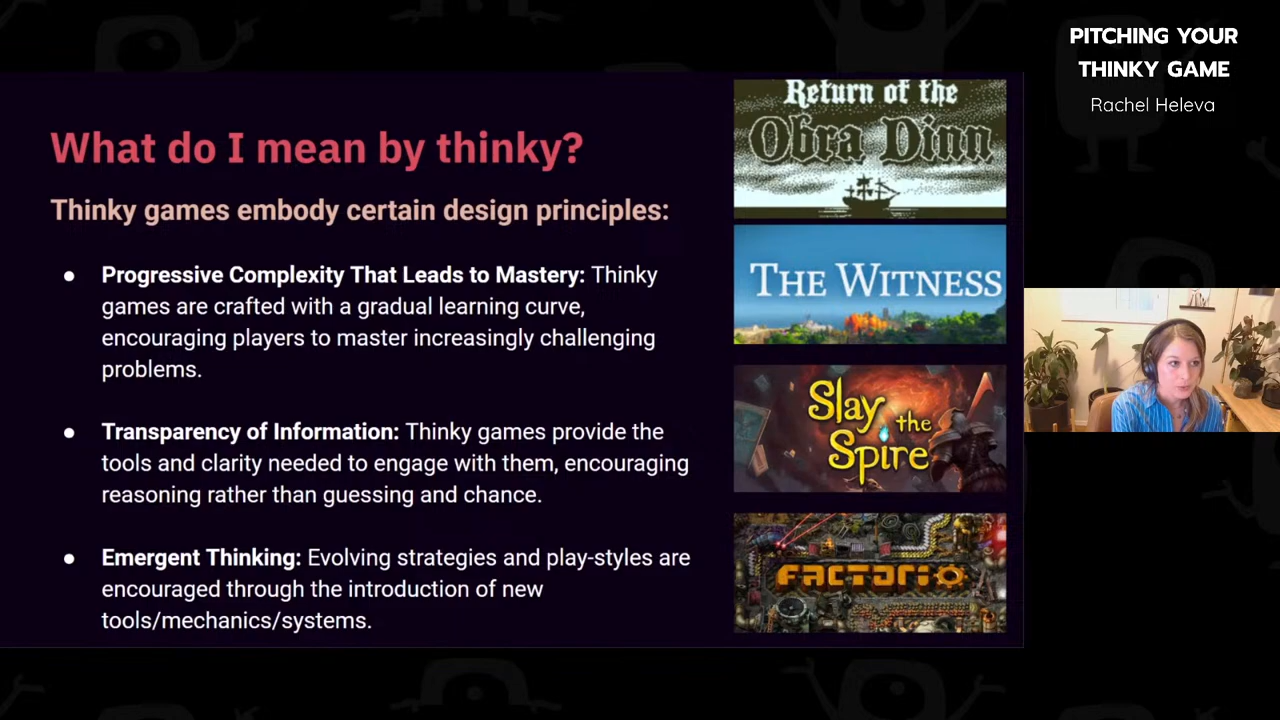 PITCHING YOUR
THINKY GAME
Rachel Heleva
What do I mean by thinky?
Thinky games embody certain design principles:
● Progressive Complexity That Leads to Mastery: Thinky
games are crafted with a gradual learning curve,
encouraging players to master increasingly challenging
problems.
● Transparency of Information: Thinky games provide the
tools and clarity needed to engage with them, encouraging
reasoning rather than guessing and chance.
● Emergent Thinking: Evolving strategies and play-styles are
encouraged through the introduction of new
tools/mechanics/systems.
Return of the
Obra Dinn
THE WITNESS
Slay
the
Spire
FACTORIO